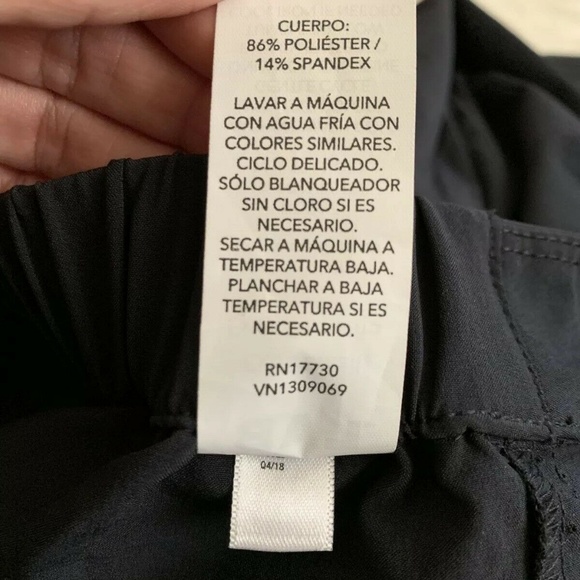 CUERPO:
86% POLIÉSTER /
14% SPANDEX
LAVAR A MÁQUINA
CON AGUA FRÍA CON
COLORES SIMILARES.
CICLO DELICADO.
SÓLO BLANQUEADOR
SIN CLORO SI ES
NECESARIO.
SECAR A MÁQUINA A
TEMPERATURA BAJA.
PLANCHAR A BAJA
TEMPERATURA SI ES
NECESARIO.
RN17730
VN1309069
Q4/18